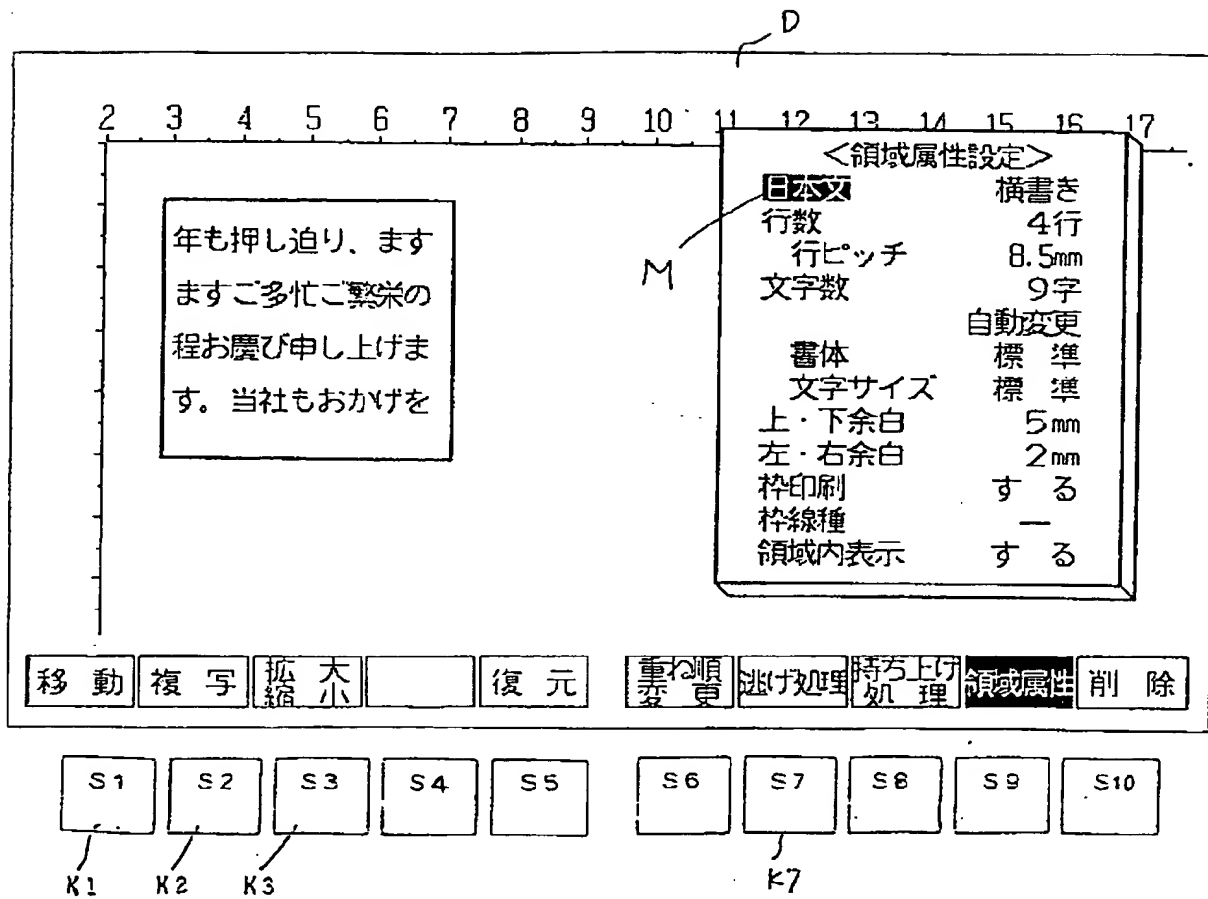 D
2 3 4 5 6 7 8 9 10 11 12 13 14 15 16 17
<領域属性設定>
日本文 横書き
行数 4行
行ピッチ 8.5mm
文字数 9字
自動変更
書体 標 準
文字サイズ 標 準
上・下余白 5mm
左・右余白 2mm
枠印刷 す る
枠線種 ―
領域内表示 す る
M
年も押し迫り、ます
ますご多忙ご繁栄の
程お慶び申し上げま
す。当社もおかげを
移 動 複 写 拡 大 復 元 重ね順 逃げ処理 持ち上げ 領域属性 削 除
縮 小 変 更 処 理
S1 S2 S3 S4 S5 S6 S7 S8 S9 S10
K1 K2 K3 K7